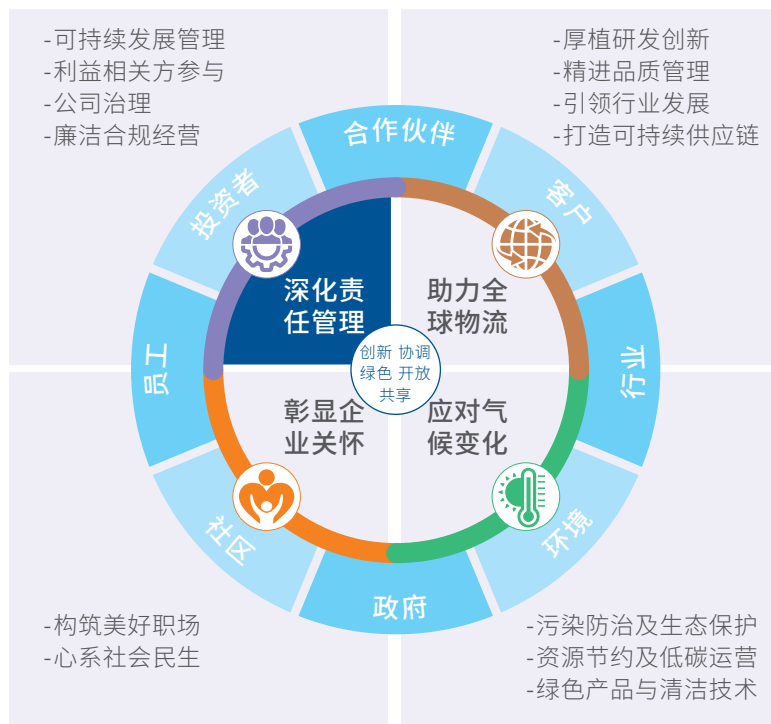 -可持续发展管理
-利益相关方参与
-公司治理
-廉洁合规经营
-厚植研发创新
-精进品质管理
-引领行业发展
-打造可持续供应链
合作伙伴
投资者
客户
深化责
任管理
助力全
球物流
员工
行业
创新 协调
绿色 开放
共享
彰显企
业关怀
应对气
候变化
社区
环境
政府
-构筑美好职场
-心系社会民生
-污染防治及生态保护
-资源节约及低碳运营
-绿色产品与清洁技术